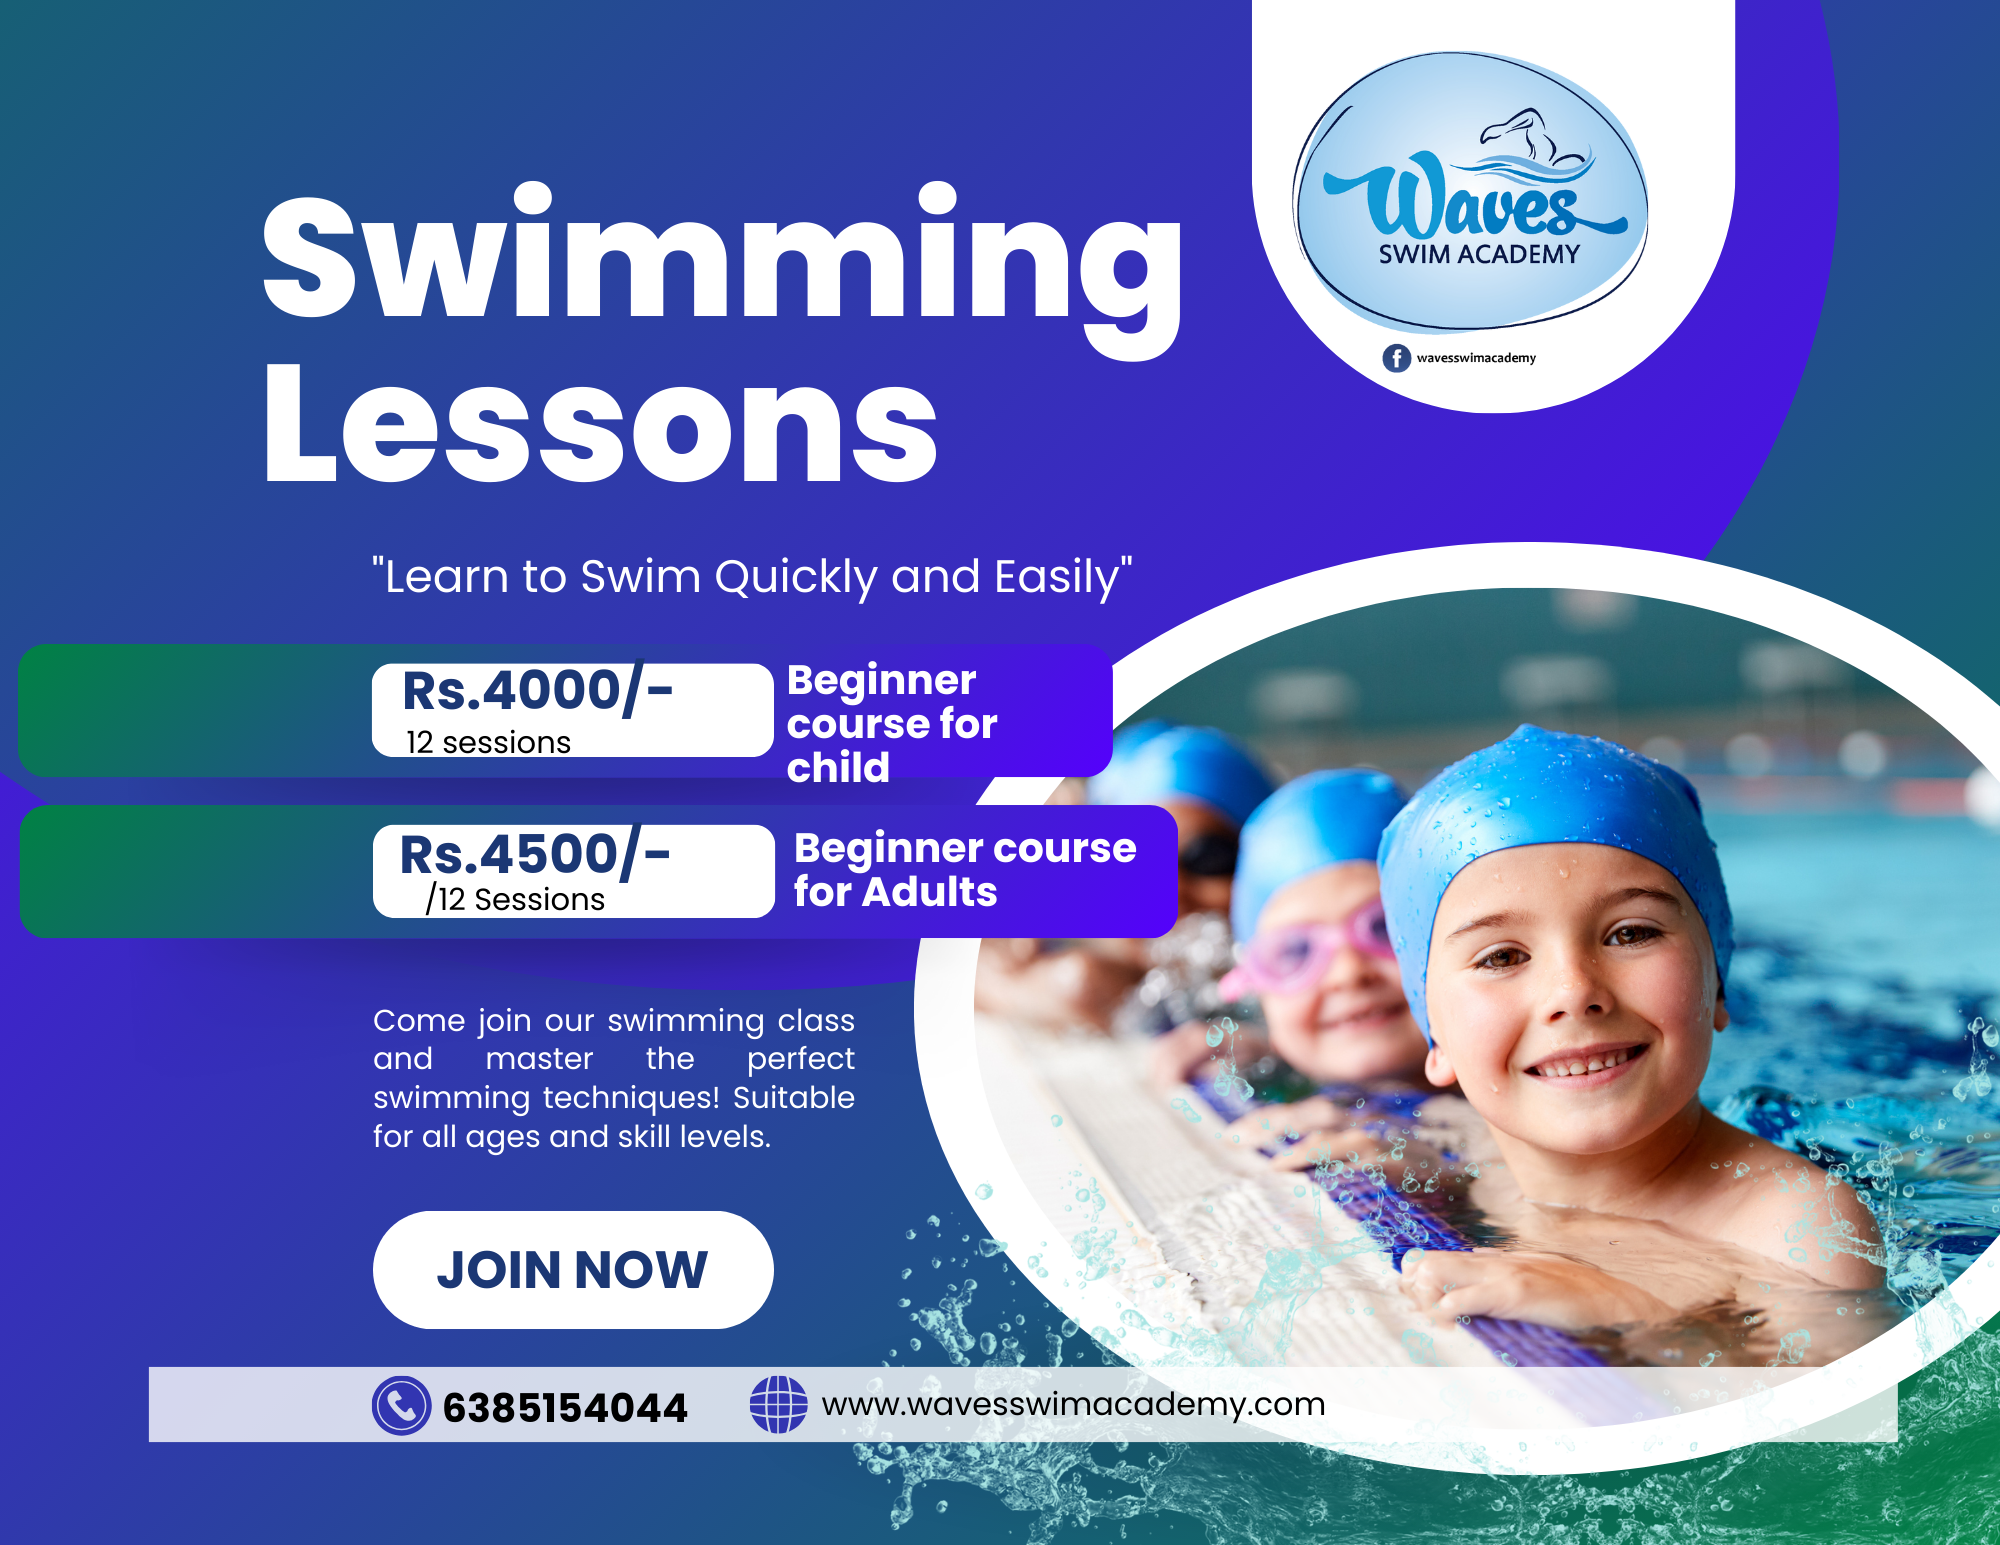 Waves
SWIM ACADEMY
wavesswimacademy
Swimming
Lessons
"Learn to Swim Quickly and Easily"
Rs.4000/-
12 sessions
Beginner
course for
child
Rs.4500/-
/12 Sessions
Beginner course
for Adults
Come join our swimming class
and master the perfect
swimming techniques! Suitable
for all ages and skill levels.
JOIN NOW
6385154044
www.wavesswimacademy.com